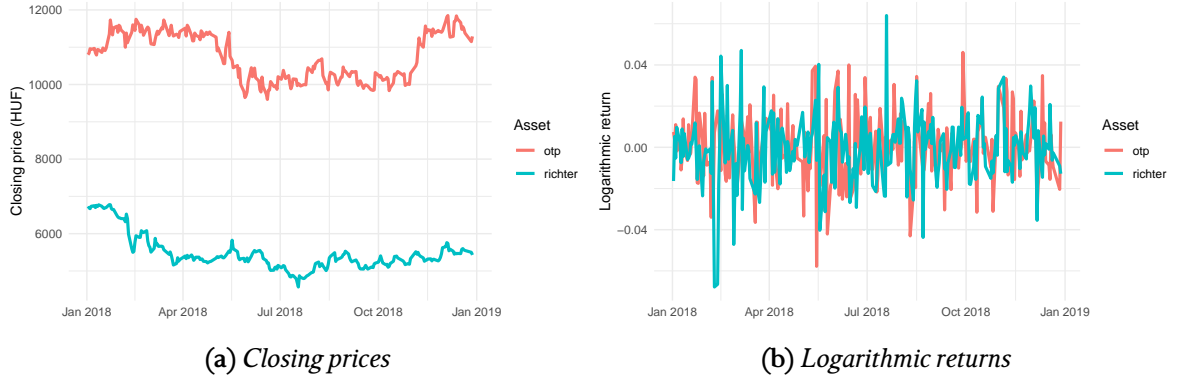 12000
10000
8000
6000
Closing price (HUF)
Jan 2018
Apr 2018
Jul 2018
Oct 2018
Jan 2019
Asset
otp
richter
(a) Closing prices
0.04
0.00
−0.04
Logarithmic return
Jan 2018
Apr 2018
Jul 2018
Oct 2018
Jan 2019
Asset
otp
richter
(b) Logarithmic returns